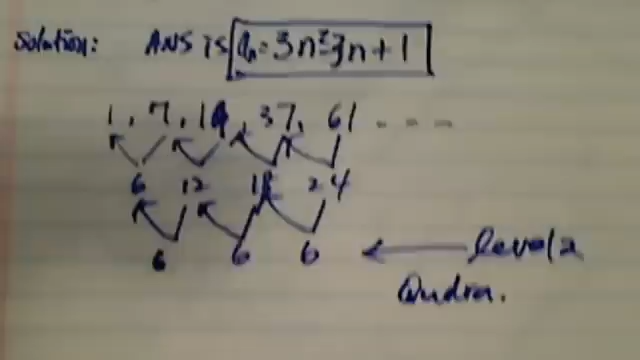 Solution: ANS is aₙ = 3n²-3n+1
1, 7, 19, 37, 61 - - - -
6 12 18 24
6 6 6 ← level 2
Quadra.